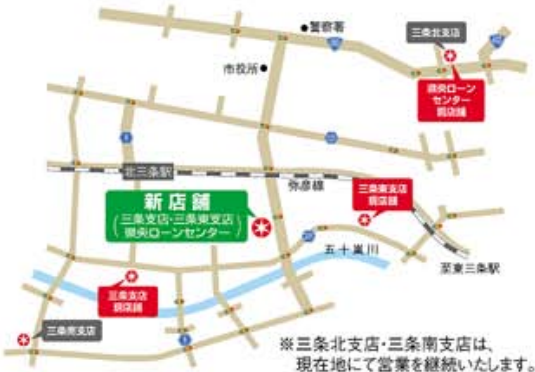 警察署
三条北支店
市役所
県央ローン
センター
現店舗
北三条駅
弥彦線
三条東支店
現店舗
新店舗
(三条支店・三条東支店
県央ローンセンター)
五十嵐川
至東三条駅
三条支店
現店舗
三条南支店
※三条北支店・三条南支店は、
現在地にて営業を継続いたします。